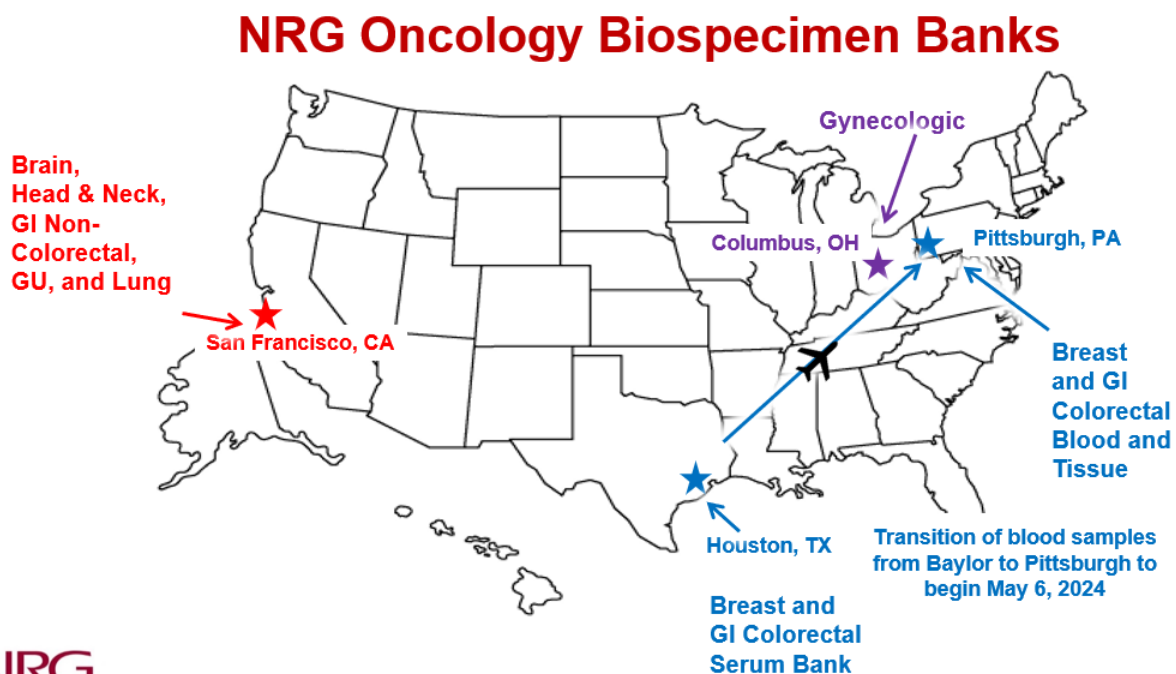 NRG Oncology Biospecimen Banks
Gynecologic
Brain,
Head & Neck,
GI Non-
Colorectal,
GU, and Lung
Columbus, OH
Pittsburgh, PA
San Francisco, CA
Breast
and GI
Colorectal
Blood and
Tissue
Houston, TX
Transition of blood samples
from Baylor to Pittsburgh to
begin May 6, 2024
Breast and
GI Colorectal
Serum Bank